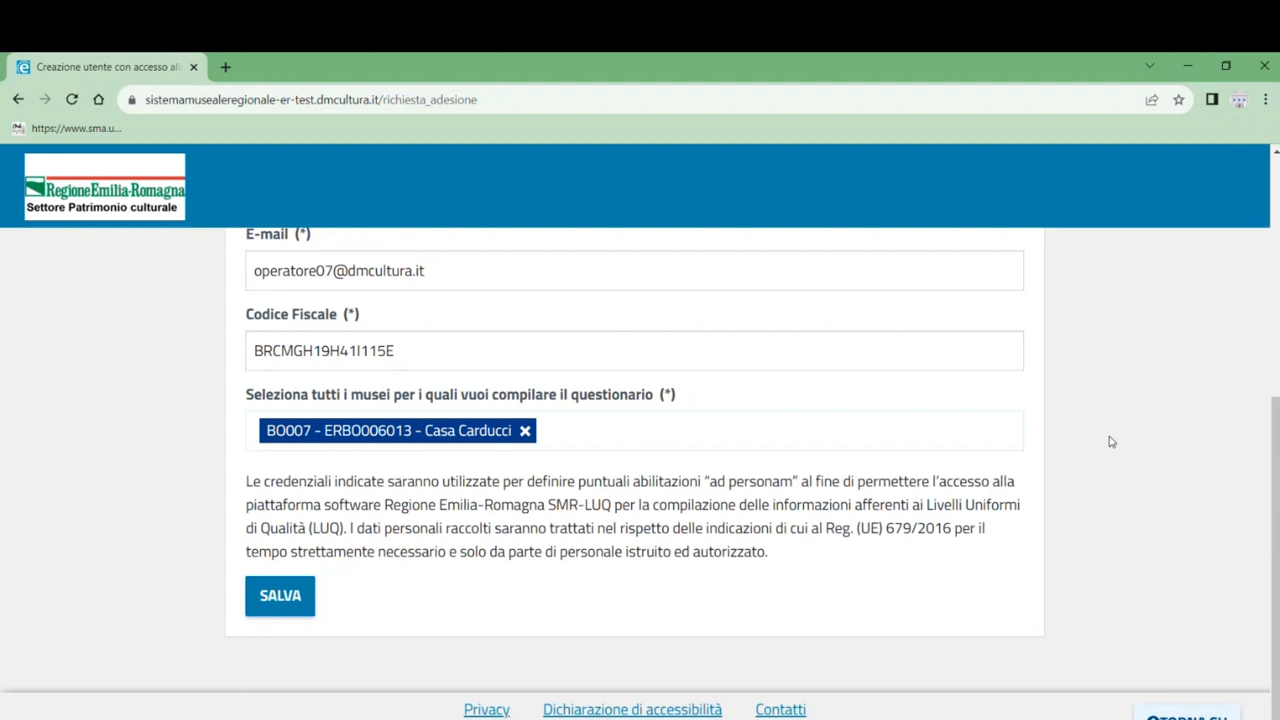 Creazione utente con accesso all
sistemamusealeregionale-er-test.dmcultura.it/richiesta_adesione
https://www.sma.u...
RegioneEmilia-Romagna
Settore Patrimonio culturale
E-mail (*)
operatore07@dmcultura.it
Codice Fiscale (*)
BRCMGH19H41I115E
Seleziona tutti i musei per i quali vuoi compilare il questionario (*)
BO007 - ERBO006013 - Casa Carducci
Le credenziali indicate saranno utilizzate per definire puntuali abilitazioni “ad personam” al fine di permettere l’accesso alla
piattaforma software Regione Emilia-Romagna SMR-LUQ per la compilazione delle informazioni afferenti ai Livelli Uniformi
di Qualità (LUQ). I dati personali raccolti saranno trattati nel rispetto delle indicazioni di cui al Reg. (UE) 679/2016 per il
tempo strettamente necessario e solo da parte di personale istruito ed autorizzato.
SALVA
Privacy Dichiarazione di accessibilità Contatti
TORNA SU